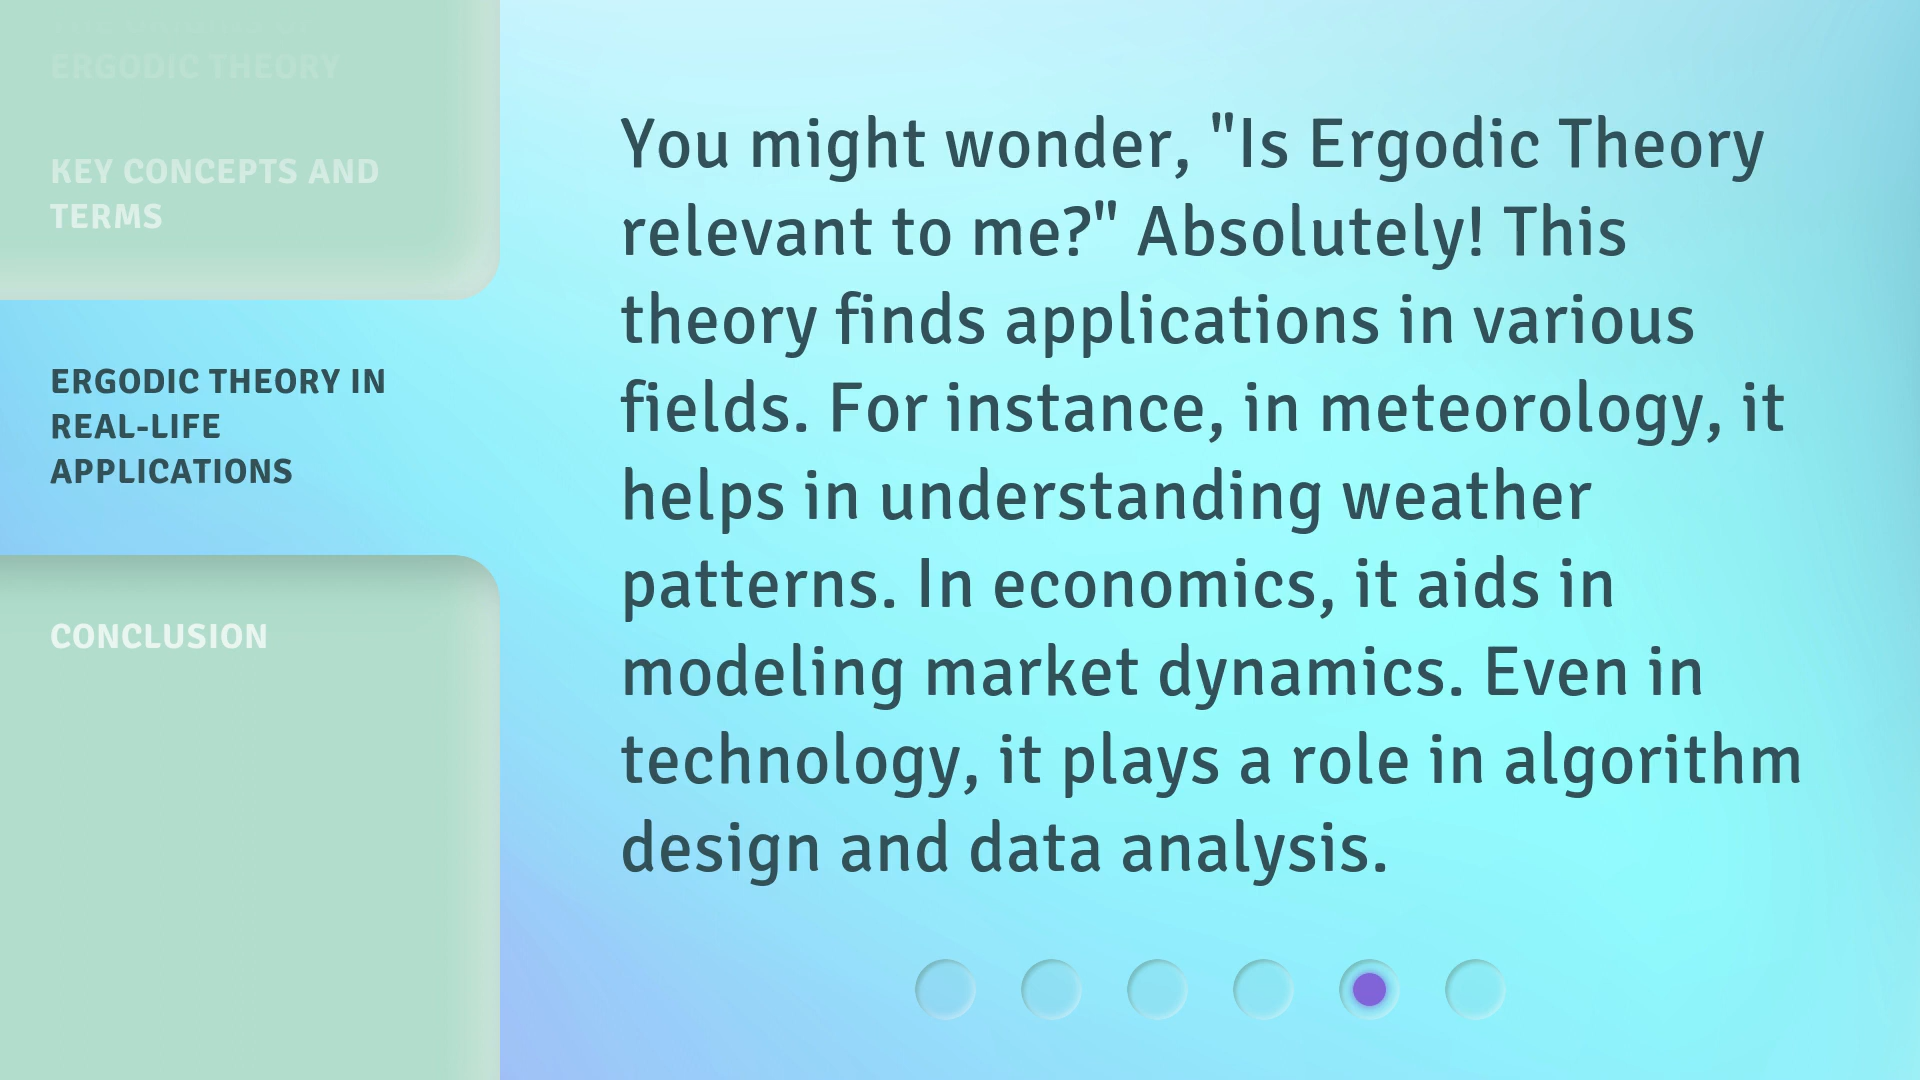 ERGODIC THEORY
KEY CONCEPTS AND
TERMS
ERGODIC THEORY IN
REAL-LIFE
APPLICATIONS
CONCLUSION
You might wonder, "Is Ergodic Theory
relevant to me?" Absolutely! This
theory finds applications in various
fields. For instance, in meteorology, it
helps in understanding weather
patterns. In economics, it aids in
modeling market dynamics. Even in
technology, it plays a role in algorithm
design and data analysis.